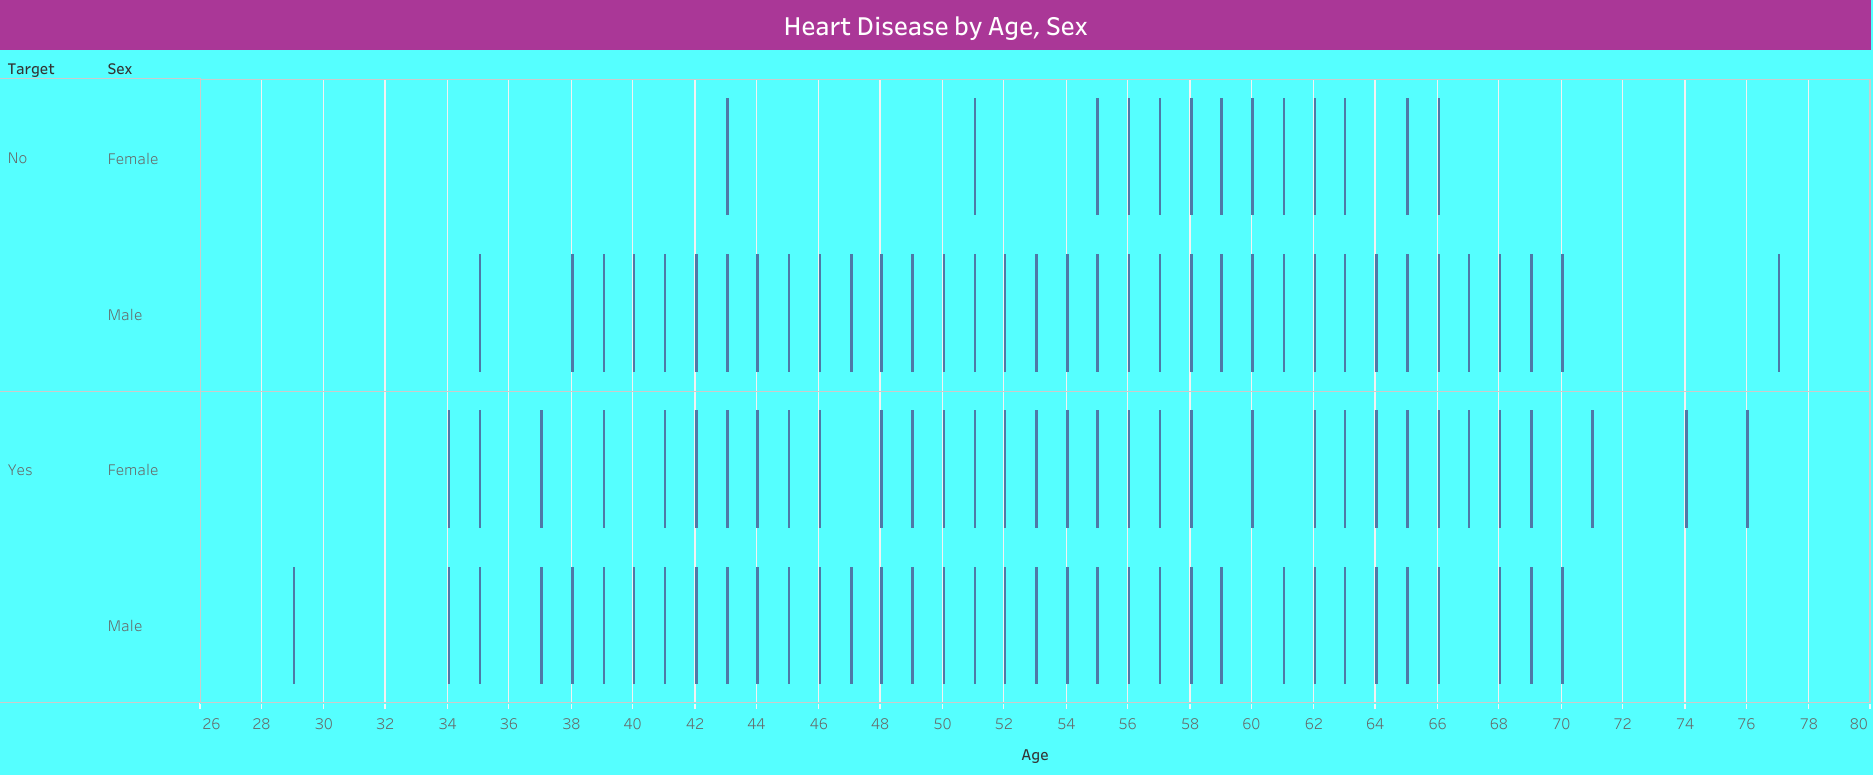 Heart Disease by Age, Sex
Target Sex
No Female
Male
Yes Female
Male
26 28 30 32 34 36 38 40 42 44 46 48 50 52 54 56 58 60 62 64 66 68 70 72 74 76 78 80
Age